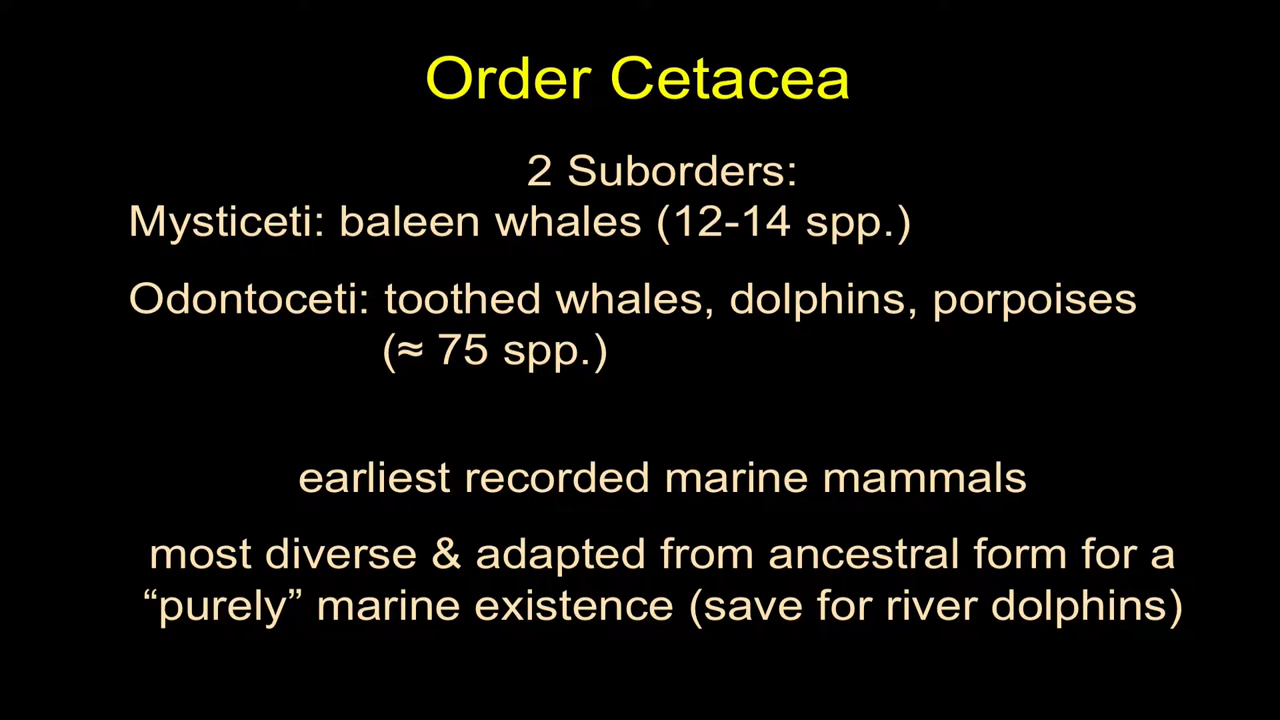 Order Cetacea
2 Suborders:
Mysticeti: baleen whales (12-14 spp.)
Odontoceti: toothed whales, dolphins, porpoises
(≈ 75 spp.)
earliest recorded marine mammals
most diverse & adapted from ancestral form for a
“purely” marine existence (save for river dolphins)